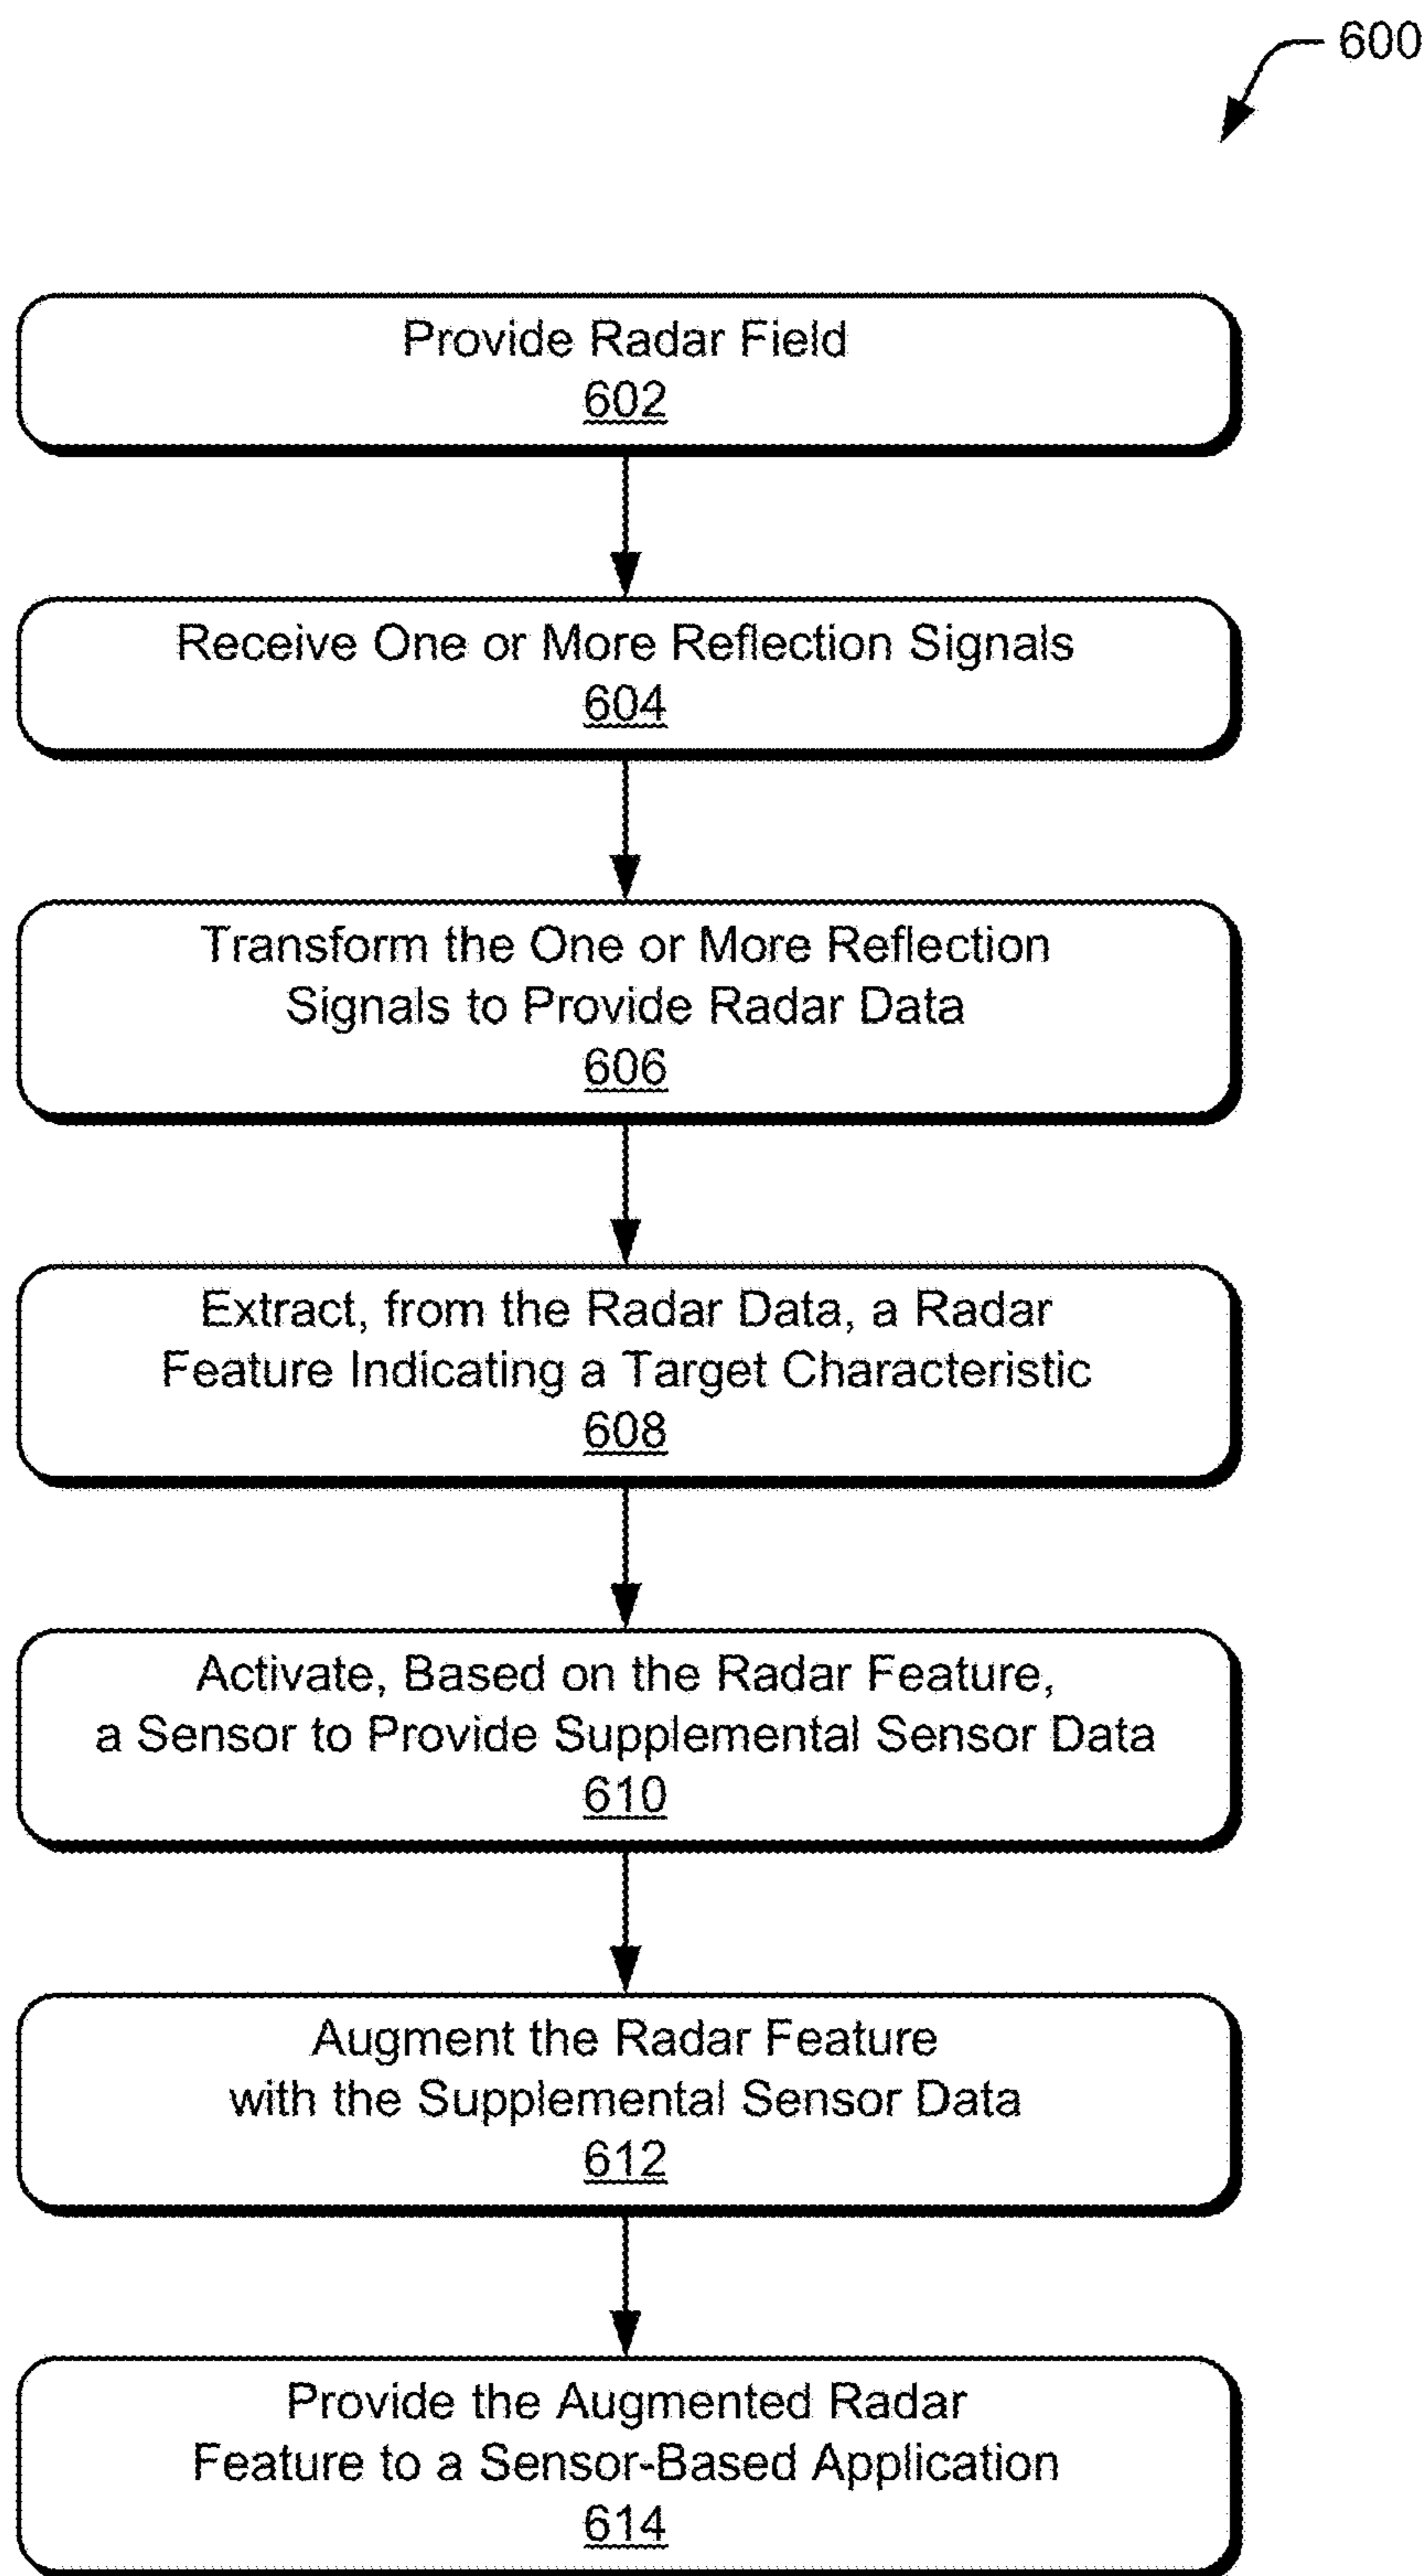 600
Provide Radar Field
602
Receive One or More Reflection Signals
604
Transform the One or More Reflection
Signals to Provide Radar Data
606
Extract, from the Radar Data, a Radar
Feature Indicating a Target Characteristic
608
Activate, Based on the Radar Feature,
a Sensor to Provide Supplemental Sensor Data
610
Augment the Radar Feature
with the Supplemental Sensor Data
612
Provide the Augmented Radar
Feature to a Sensor-Based Application
614